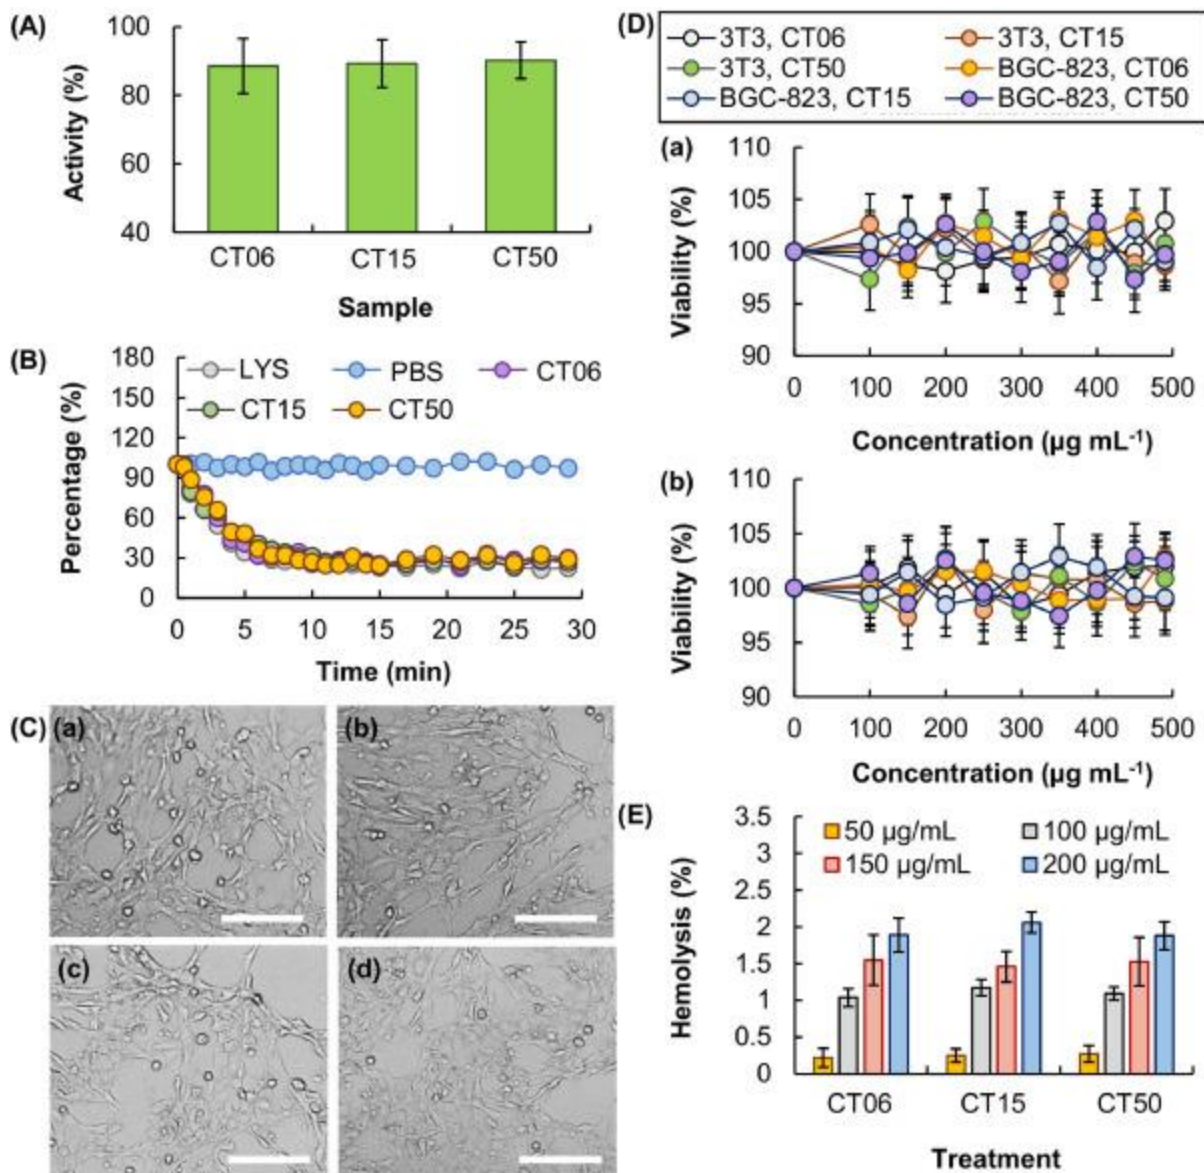 (A)
Activity (%)
100
80
60
40
CT06 CT15 CT50
Sample
(B)
Percentage (%)
180
150
120
90
60
30
0
LYS PBS CT06
CT15 CT50
0 5 10 15 20 25 30
Time (min)
(C) (a) (b)
(c) (d)
(D)
3T3, CT06 3T3, CT15
3T3, CT50 BGC-823, CT06
BGC-823, CT15 BGC-823, CT50
(a)
Viability (%)
110
105
100
95
90
0 100 200 300 400 500
Concentration (µg mL-1)
(b)
Viability (%)
110
105
100
95
90
0 100 200 300 400 500
Concentration (µg mL-1)
(E)
Hemolysis (%)
3.5
3
2.5
2
1.5
1
0.5
0
50 µg/mL 100 µg/mL
150 µg/mL 200 µg/mL
CT06 CT15 CT50
Treatment